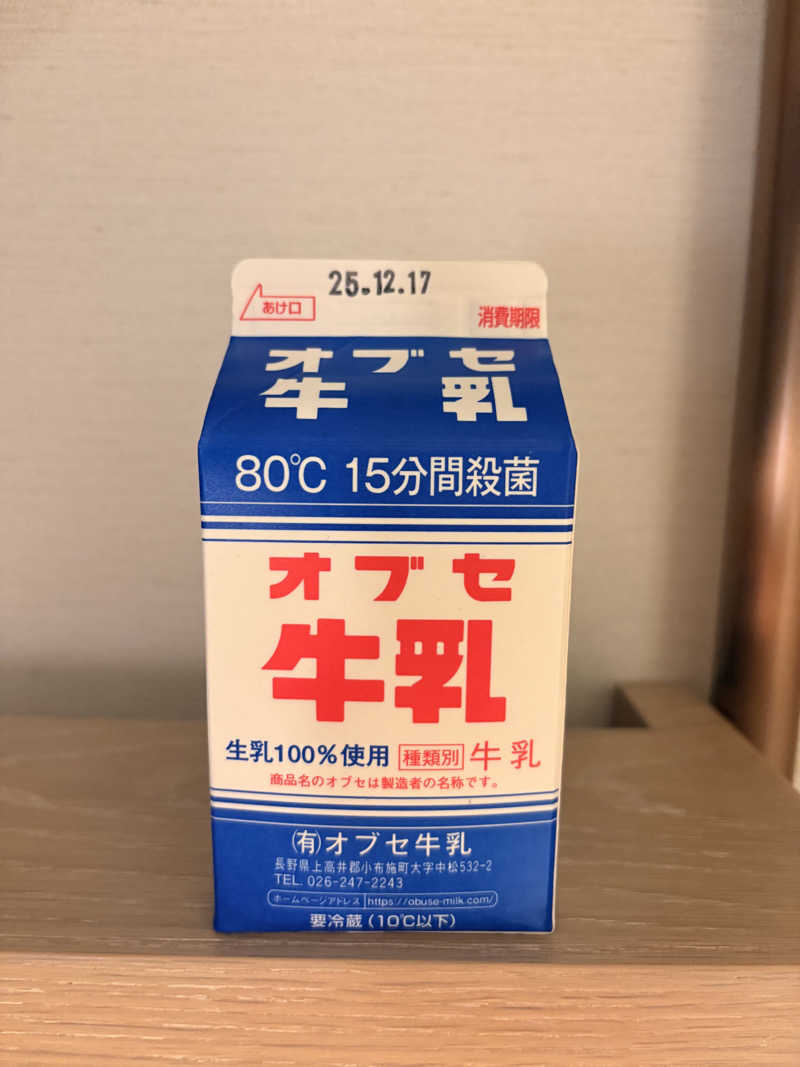 25.12.17
あけ口
消費期限
オブセ
牛乳
80℃ 15分間殺菌
オブセ
牛乳
生乳100%使用 種類別 牛乳
商品名のオブセは製造者の名称です。
㈲オブセ牛乳
長野県上高井郡小布施町大字中松532-2
TEL. 026-247-2243
ホームページアドレス https://obuse-milk.com/
要冷蔵(10℃以下)